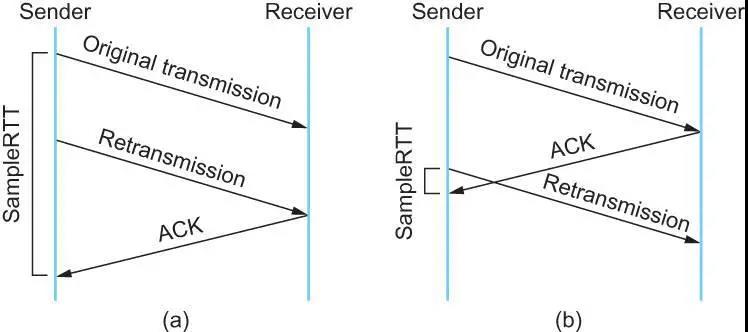 Sender
Receiver
Original transmission
SampleRTT
Retransmission
ACK
(a)
Sender
Receiver
Original transmission
ACK
SampleRTT
Retransmission
(b)